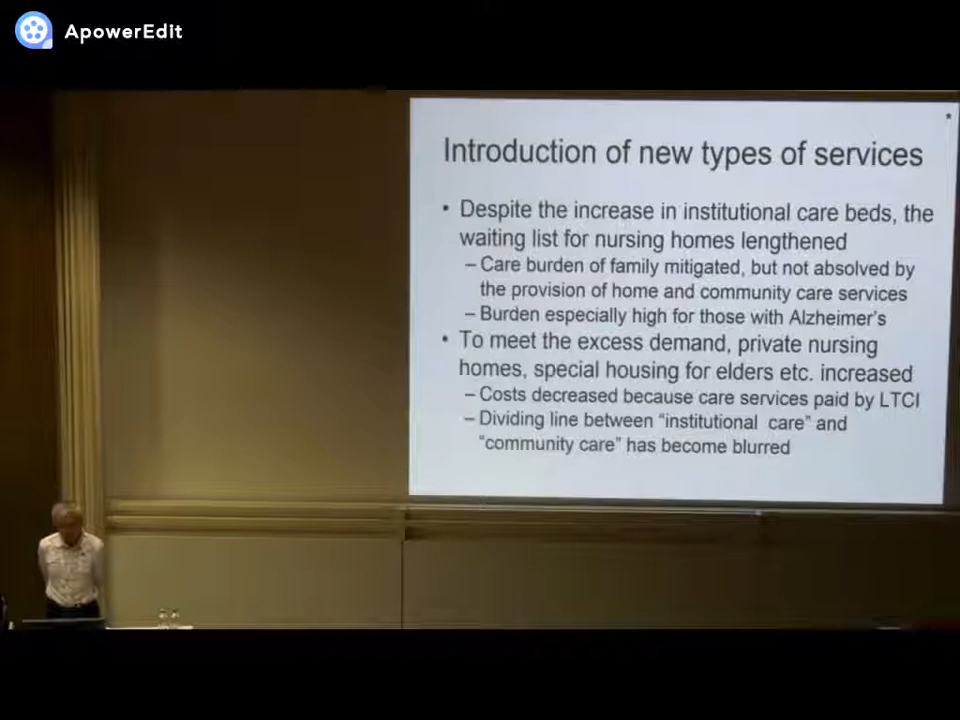 ApowerEdit
Introduction of new types of services
• Despite the increase in institutional care beds, the
waiting list for nursing homes lengthened
– Care burden of family mitigated, but not absolved by
the provision of home and community care services
– Burden especially high for those with Alzheimer's
• To meet the excess demand, private nursing
homes, special housing for elders etc. increased
– Costs decreased because care services paid by LTCI
– Dividing line between “institutional care” and
“community care” has become blurred